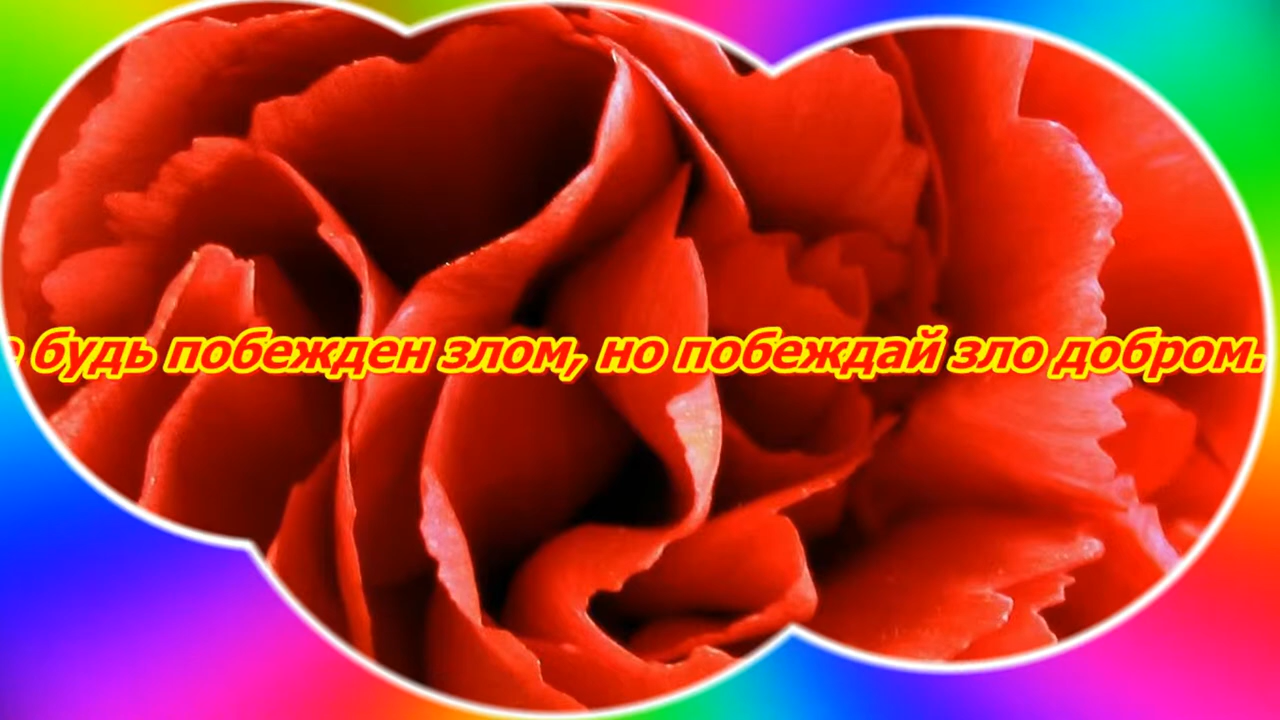 будь побежден злом, но побеждай зло добром.